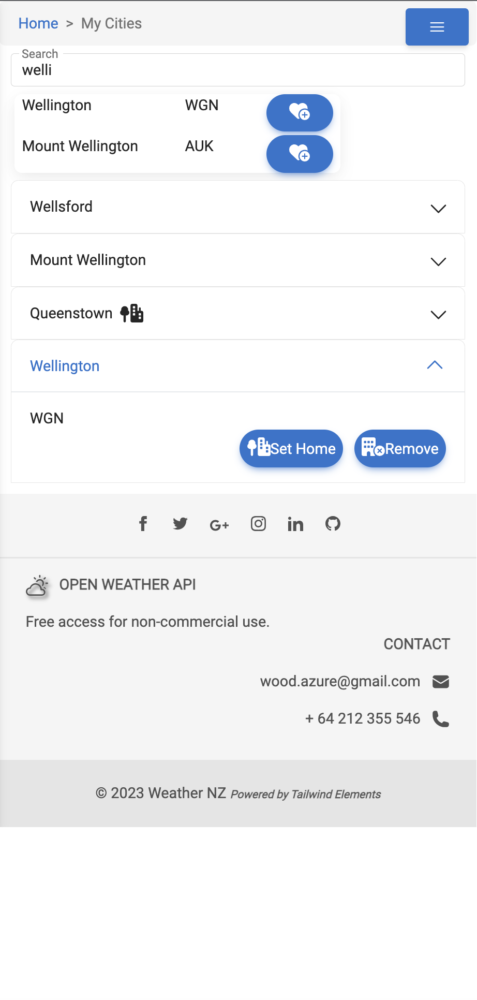 Home > My Cities
Search
welli
Wellington WGN
Mount Wellington AUK
Wellsford
Mount Wellington
Queenstown
Wellington
WGN
Set Home Remove
OPEN WEATHER API
Free access for non-commercial use.
CONTACT
wood.azure@gmail.com
+ 64 212 355 546
© 2023 Weather NZ Powered by Tailwind Elements